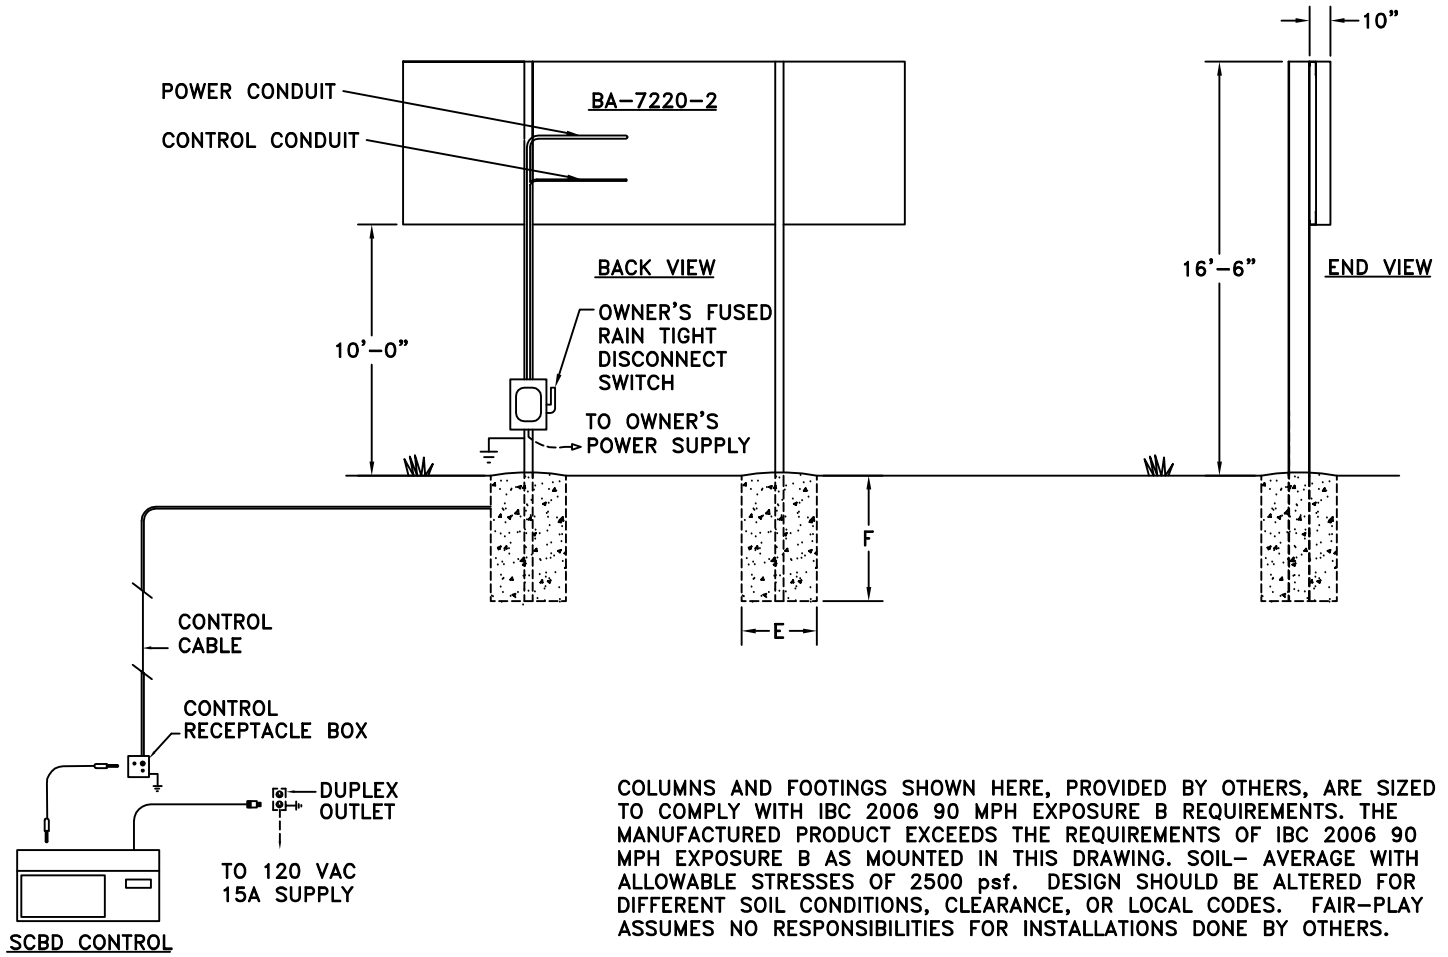 10”
POWER CONDUIT
BA-7220-2
CONTROL CONDUIT
BACK VIEW
16’-6”
END VIEW
OWNER’S FUSED
RAIN TIGHT
DISCONNECT
SWITCH
10’-0”
TO OWNER’S
POWER SUPPLY
F
E
CONTROL
CABLE
CONTROL
RECEPTACLE BOX
DUPLEX
OUTLET
TO 120 VAC
15A SUPPLY
SCBD CONTROL
COLUMNS AND FOOTINGS SHOWN HERE, PROVIDED BY OTHERS, ARE SIZED
TO COMPLY WITH IBC 2006 90 MPH EXPOSURE B REQUIREMENTS. THE
MANUFACTURED PRODUCT EXCEEDS THE REQUIREMENTS OF IBC 2006 90
MPH EXPOSURE B AS MOUNTED IN THIS DRAWING. SOIL- AVERAGE WITH
ALLOWABLE STRESSES OF 2500 psf. DESIGN SHOULD BE ALTERED FOR
DIFFERENT SOIL CONDITIONS, CLEARANCE, OR LOCAL CODES. FAIR-PLAY
ASSUMES NO RESPONSIBILITIES FOR INSTALLATIONS DONE BY OTHERS.